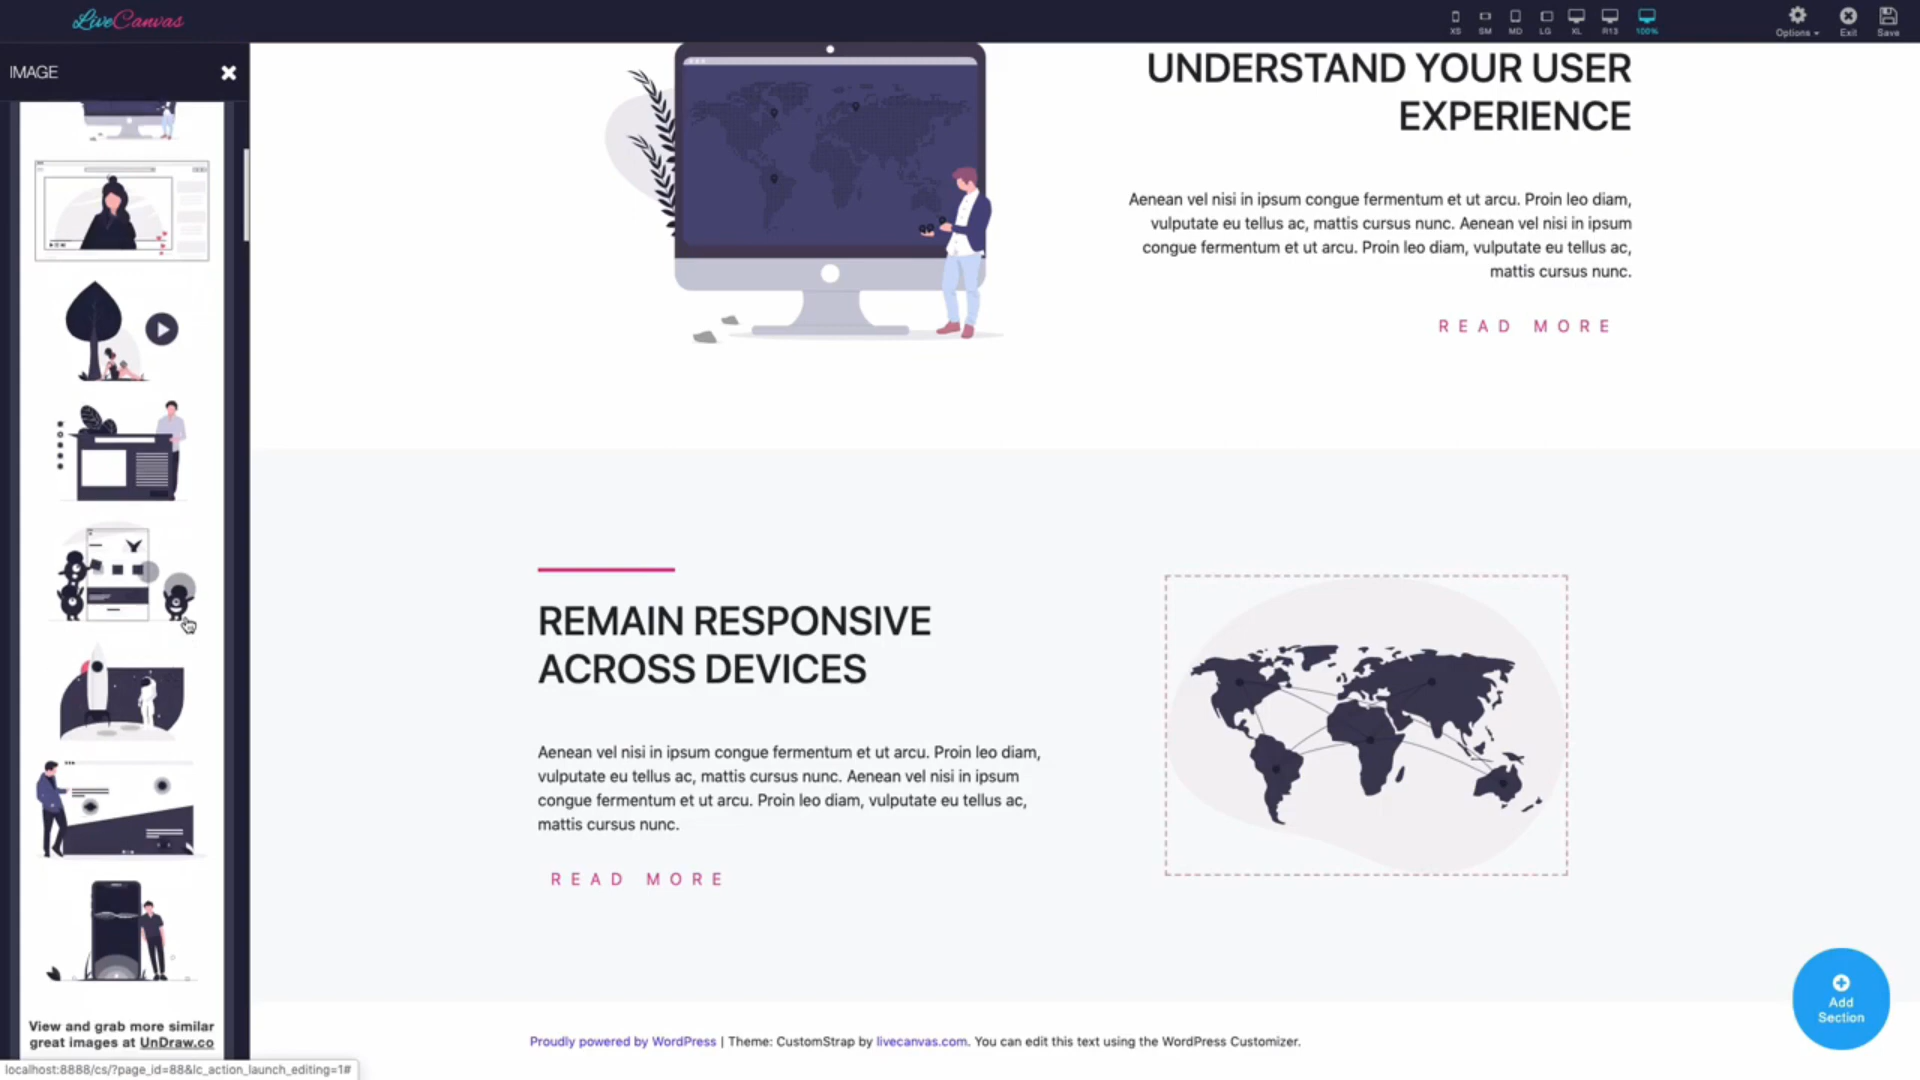 LiveCanvas
XS SM MD LG XL R13 100%
Options Exit Save
IMAGE
UNDERSTAND YOUR USER
EXPERIENCE
Aenean vel nisi in ipsum congue fermentum et ut arcu. Proin leo diam,
vulputate eu tellus ac, mattis cursus nunc. Aenean vel nisi in ipsum
congue fermentum et ut arcu. Proin leo diam, vulputate eu tellus ac,
mattis cursus nunc.
READ MORE
REMAIN RESPONSIVE
ACROSS DEVICES
Aenean vel nisi in ipsum congue fermentum et ut arcu. Proin leo diam,
vulputate eu tellus ac, mattis cursus nunc. Aenean vel nisi in ipsum
congue fermentum et ut arcu. Proin leo diam, vulputate eu tellus ac,
mattis cursus nunc.
READ MORE
Add
Section
View and grab more similar
great images at UnDraw.co
Proudly powered by WordPress | Theme: CustomStrap by livecanvas.com. You can edit this text using the WordPress Customizer.
localhost:8888/cs/?page_id=88&lc_action_launch_editing=1#